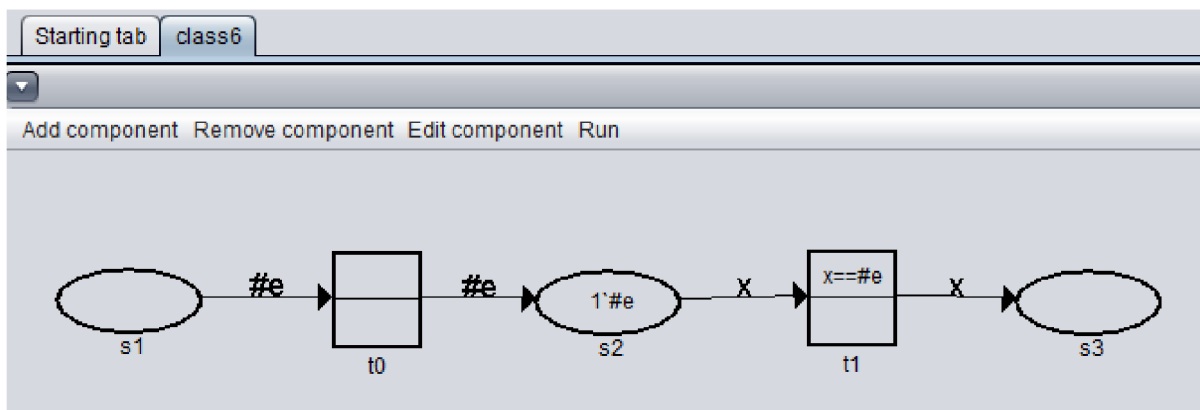 Starting tab class6
Add component Remove component Edit component Run
#e #e 1`#e x x==#e x
s1 t0 s2 t1 s3